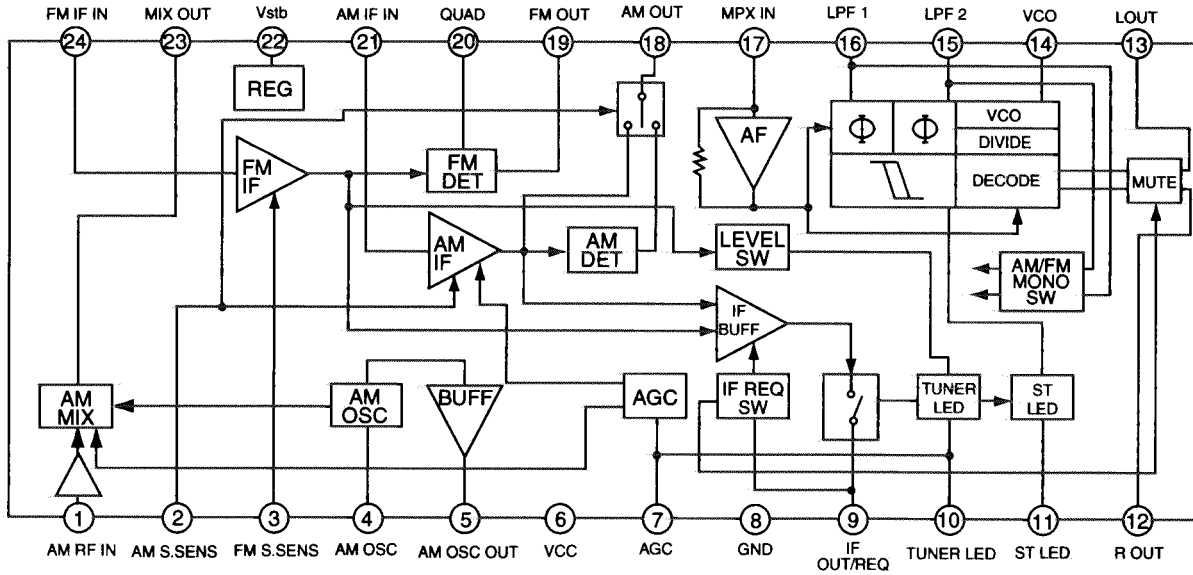 FM IF IN MIX OUT Vstb AM IF IN QUAD FM OUT AM OUT MPX IN LPF 1 LPF 2 VCO LOUT
24 23 22 21 20 19 18 17 16 15 14 13
REG
AF
Φ Φ VCO
DIVIDE
FM
IF
FM
DET
DECODE
MUTE
AM
IF
AM
DET
LEVEL
SW
AM/FM
MONO
SW
IF
BUFF
AM
MIX
AM
OSC
BUFF
AGC
IF REQ
SW
TUNER
LED
ST
LED
1 2 3 4 5 6 7 8 9 10 11 12
AM RF IN AM S.SENS FM S.SENS AM OSC AM OSC OUT VCC AGC GND IF
OUT/REQ TUNER LED ST LED R OUT